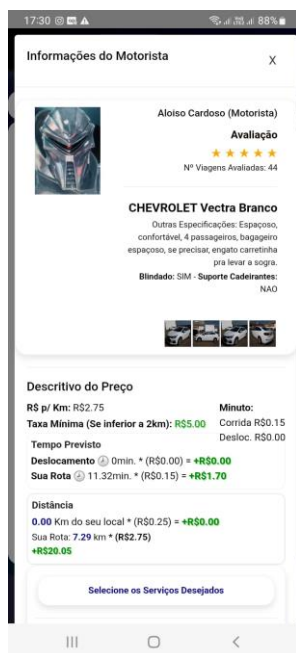 17:30
88%
Informações do Motorista
X
Aloiso Cardoso (Motorista)
Avaliação
Nº Viagens Avaliadas: 44
CHEVROLET Vectra Branco
Outras Especificações: Espaçoso,
confortável, 4 passageiros, bagageiro
espaçoso, se precisar, engato carretinha
pra levar a sogra.
Blindado: SIM - Suporte Cadeirantes:
NAO
Descritivo do Preço
R$ p/ Km: R$2.75
Taxa Mínima (Se inferior a 2km): R$5.00
Minuto:
Corrida R$0.15
Desloc. R$0.00
Tempo Previsto
Deslocamento 0min. * (R$0.00) = +R$0.00
Sua Rota 11.32min. * (R$0.15) = +R$1.70
Distância
0.00 Km do seu local * (R$0.25) = +R$0.00
Sua Rota: 7.29 km * (R$2.75)
+R$20.05
Selecione os Serviços Desejados